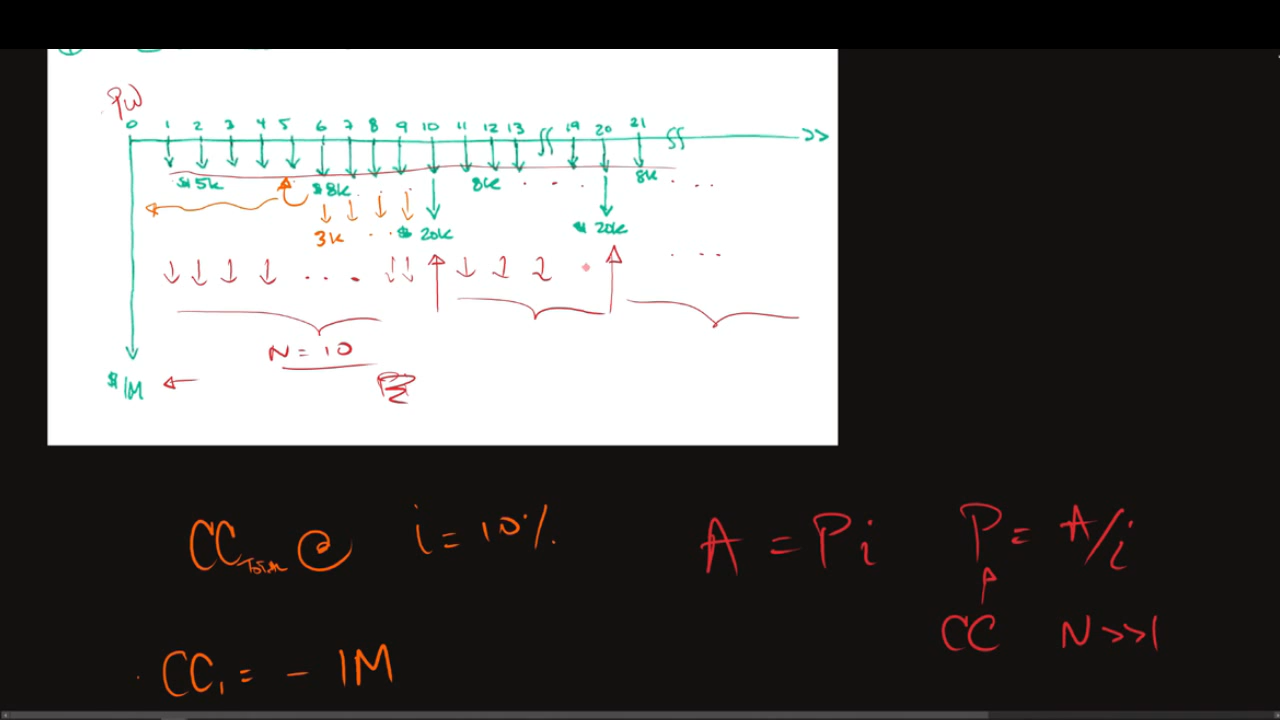 PW
0 1 2 3 4 5 6 7 8 9 10 11 12 13 19 20 21 >>
$5k $8k 8k . . . 8k . . .
3k . . $ 20k $ 20k
. . . . . .
N = 10
$1M
CC Total @ i = 10% A = Pi P = A/i
CC N >> 1
CC1 = - 1M